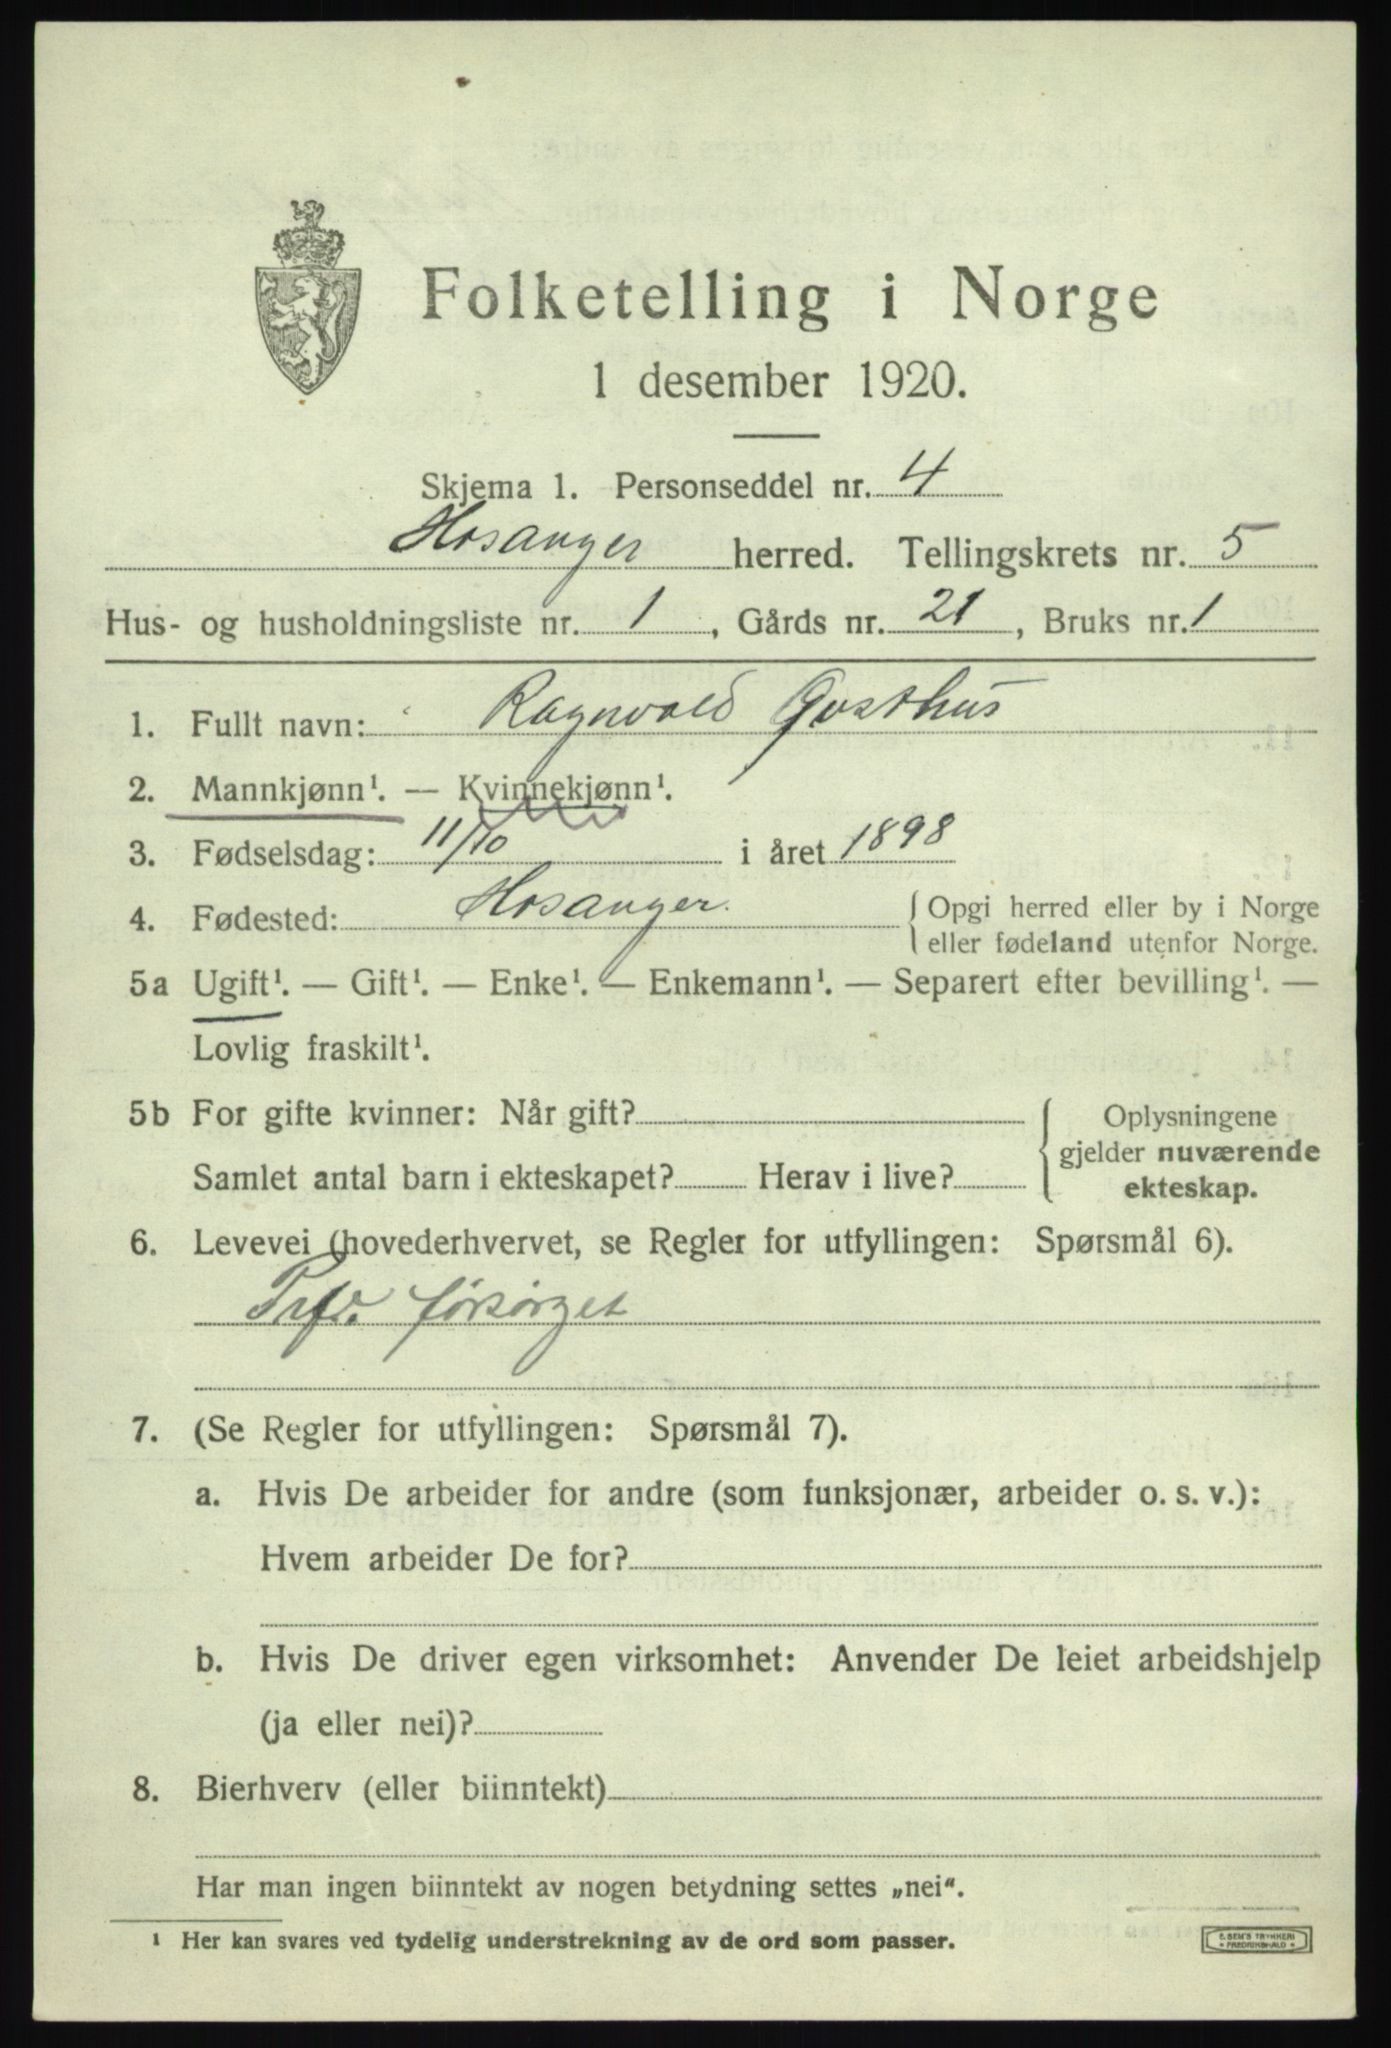 Folketelling i Norge
1 desember 1920.
Skjema 1. Personseddel nr. 4
Hosanger herred. Tellingskrets nr. 5
Hus- og husholdningsliste nr. 1, Gårds nr. 21, Bruks nr. 1
1. Fullt navn: Ragnvald
2. Mannkjønn¹. — Kvinnekjønn¹.
3. Fødselsdag: 11/10 i året 1898
4. Fødested: Hosanger. { Opgi herred eller by i Norge
eller fødeland utenfor Norge.
5a Ugift¹. — Gift¹. — Enke¹. — Enkemann¹. — Separert efter bevilling¹. —
Lovlig fraskilt¹.
5b For gifte kvinner: Når gift? { Oplysningene
gjelder nuværende
Samlet antal barn i ekteskapet? Herav i live? ekteskap.
6. Levevei (hovederhvervet, se Regler for utfyllingen: Spørsmål 6).
forsørget
7. (Se Regler for utfyllingen: Spørsmål 7).
a. Hvis De arbeider for andre (som funksjonær, arbeider o. s. v.):
Hvem arbeider De for?
b. Hvis De driver egen virksomhet: Anvender De leiet arbeidshjelp
(ja eller nei)?
8. Bierhverv (eller biinntekt)
Har man ingen biinntekt av nogen betydning settes „nei“.
¹ Her kan svares ved tydelig understrekning av de ord som passer.
E. SEM'S TRYKKERI
• FREDRIKSHALD •